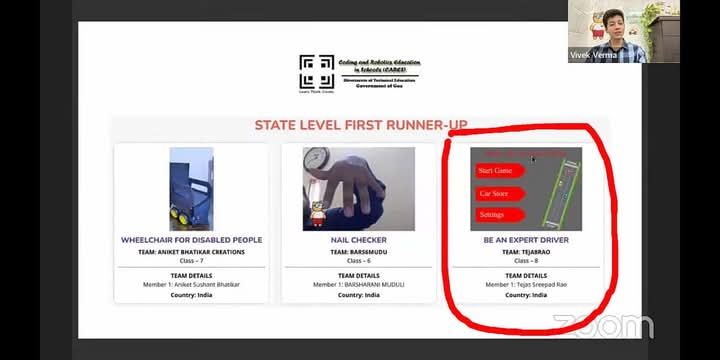 Vivek Verma
Coding and Robotics Education
in Schools (CARES)
Directorate of Technical Education
Government of Goa
Learn. Think. Create.
STATE LEVEL FIRST RUNNER-UP
WHEELCHAIR FOR DISABLED PEOPLE
TEAM: ANIKET BHATIKAR CREATIONS
Class – 7
TEAM DETAILS
Member 1: Aniket Sushant Bhatikar
Country: India
NAIL CHECKER
TEAM: BARS6MUDU
Class – 6
TEAM DETAILS
Member 1: BARSHARANI MUDULI
Country: India
Start Game
Car Store
Settings
BE AN EXPERT DRIVER
TEAM: TEJABRAO
Class – 8
TEAM DETAILS
Member 1: Tejas Sreepad Rao
Country: India
zoom